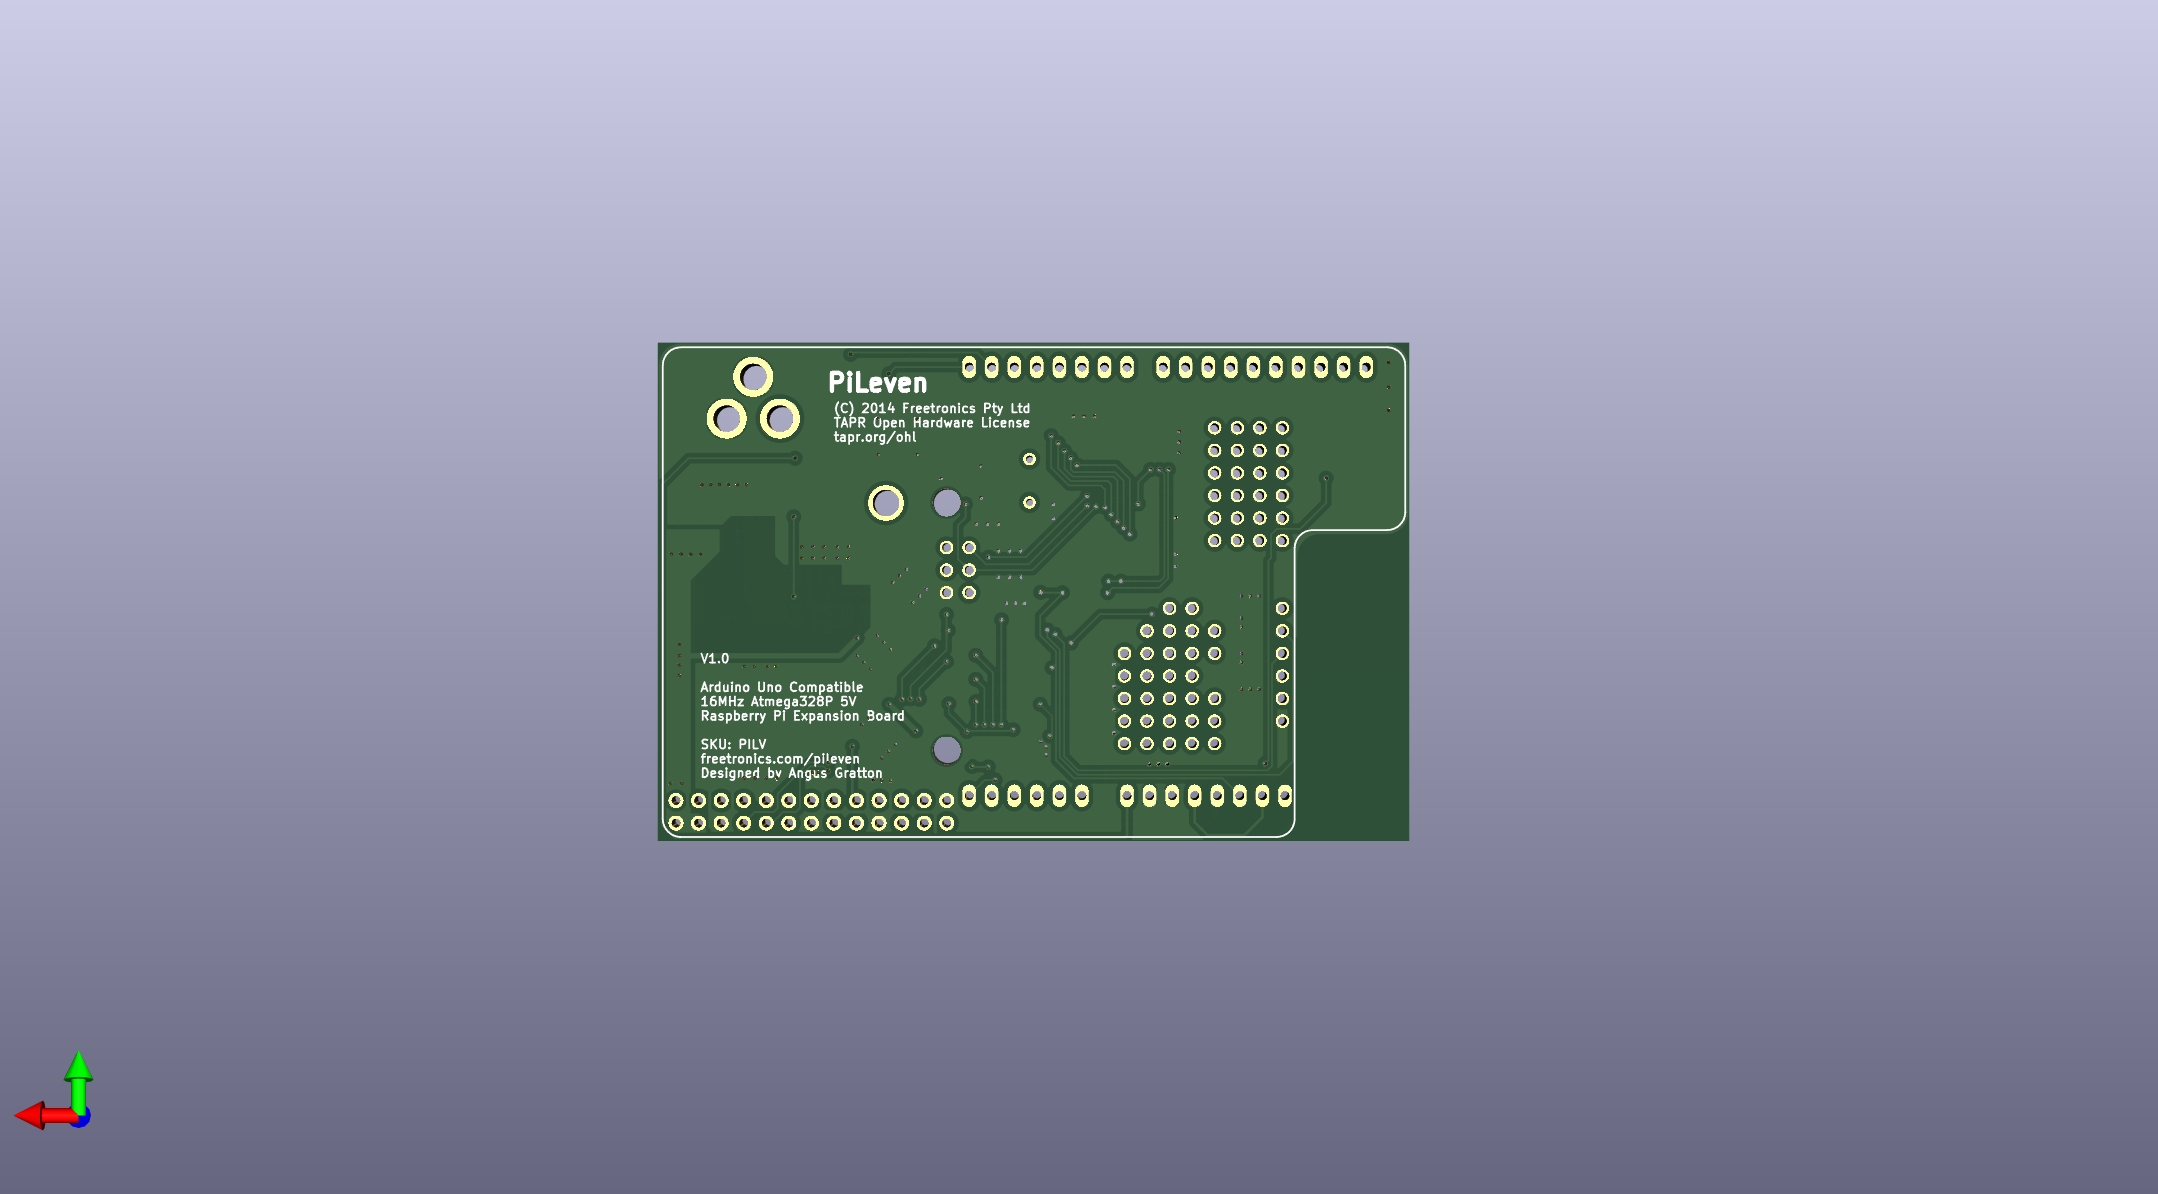 PiLeven
(C) 2014 Freetronics Pty Ltd
TAPR Open Hardware License
tapr.org/ohl
V1.0
Arduino Uno Compatible
16MHz Atmega328P 5V
Raspberry Pi Expansion Board
SKU: PILV
freetronics.com/pileven
Designed by Angus Gratton